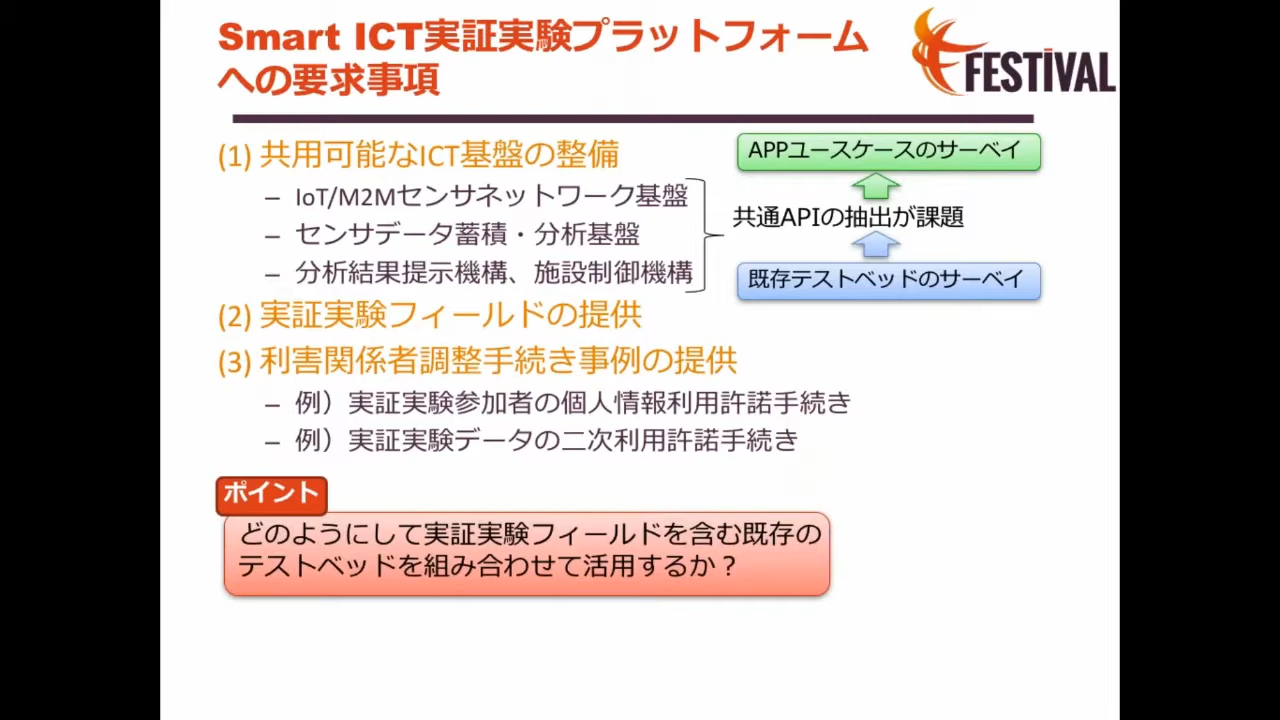 Smart ICT実証実験プラットフォーム
への要求事項
FESTIVAL
(1) 共用可能なICT基盤の整備
– IoT/M2Mセンサネットワーク基盤
– センサデータ蓄積・分析基盤
– 分析結果提示機構、施設制御機構
APPユースケースのサーベイ
共通APIの抽出が課題
既存テストベッドのサーベイ
(2) 実証実験フィールドの提供
(3) 利害関係者調整手続き事例の提供
– 例）実証実験参加者の個人情報利用許諾手続き
– 例）実証実験データの二次利用許諾手続き
ポイント
どのようにして実証実験フィールドを含む既存の
テストベッドを組み合わせて活用するか？